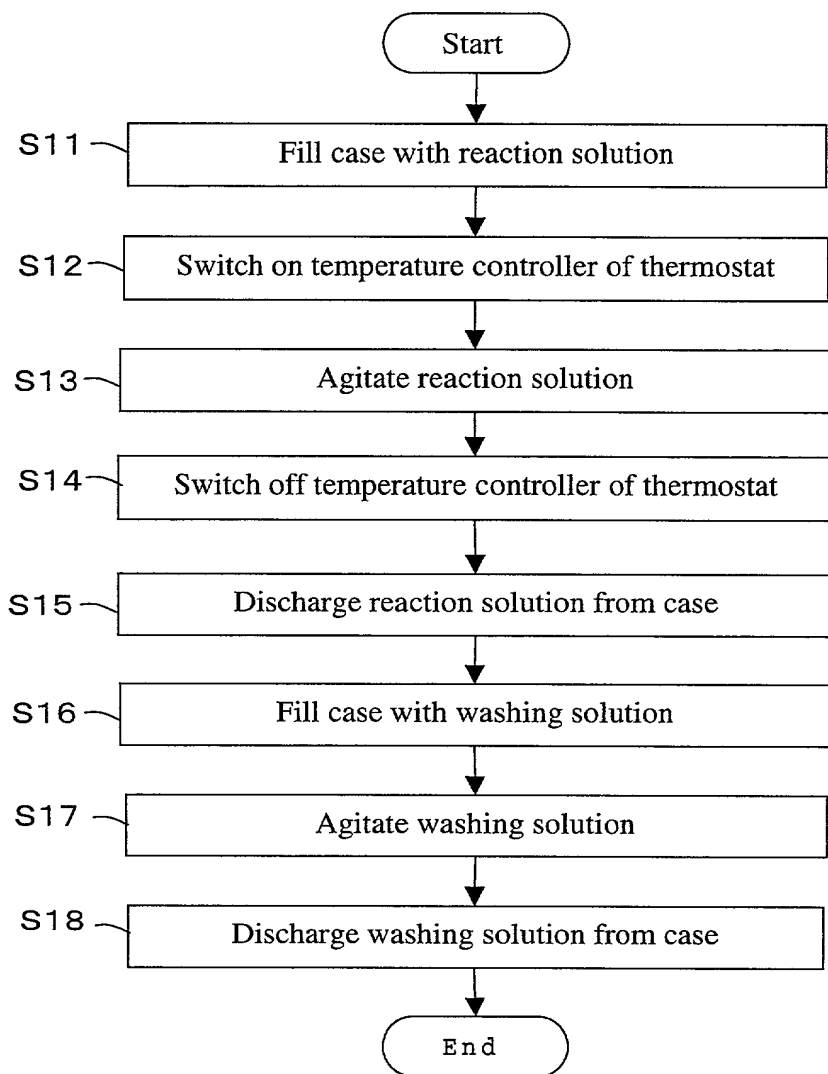 Start
S11
Fill case with reaction solution
S12
Switch on temperature controller of thermostat
S13
Agitate reaction solution
S14
Switch off temperature controller of thermostat
S15
Discharge reaction solution from case
S16
Fill case with washing solution
S17
Agitate washing solution
S18
Discharge washing solution from case
End